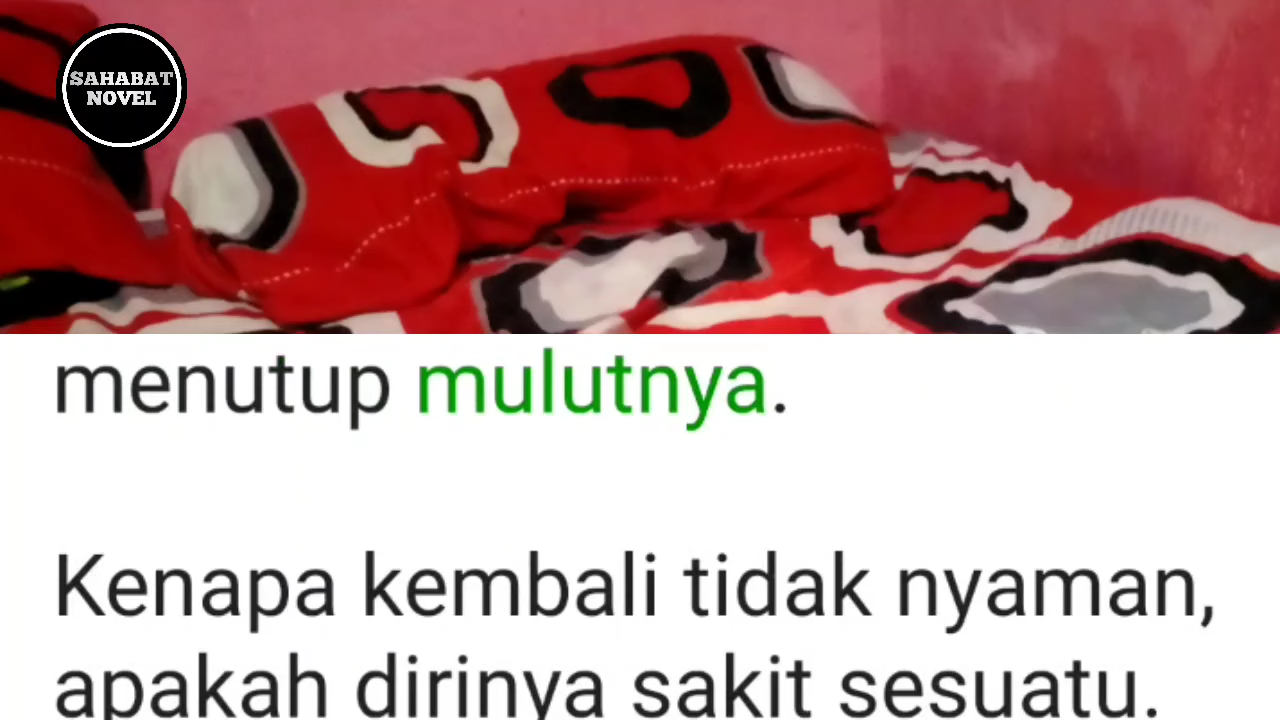 SAHABAT
NOVEL
menutup mulutnya.
Kenapa kembali tidak nyaman,
apakah dirinya sakit sesuatu.